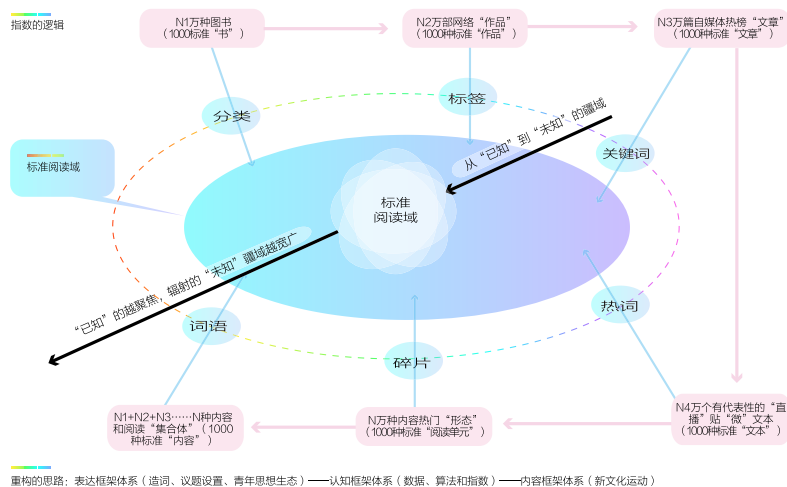 指数的逻辑
N1万种图书
（1000标准“书”）
N2万部网络“作品”
（1000种标准“作品”）
N3万篇自媒体热榜“文章”
（1000种标准“文章”）
分类
标签
关键词
从“已知”到“未知”的疆域
标准阅读域
标准
阅读域
“已知”的越聚焦，辐射的“未知”疆域越宽广
词语
碎片
热词
N1+N2+N3……N种内容
和阅读“集合体”（1000
种标准“内容”）
N万种内容热门“形态”
（1000种标准“阅读单元”）
N4万个有代表性的“直
播”贴“微”文本
（1000种标准“文本”）
重构的思路：表达框架体系（造词、议题设置、青年思想生态）——认知框架体系（数据、算法和指数）——内容框架体系（新文化运动）